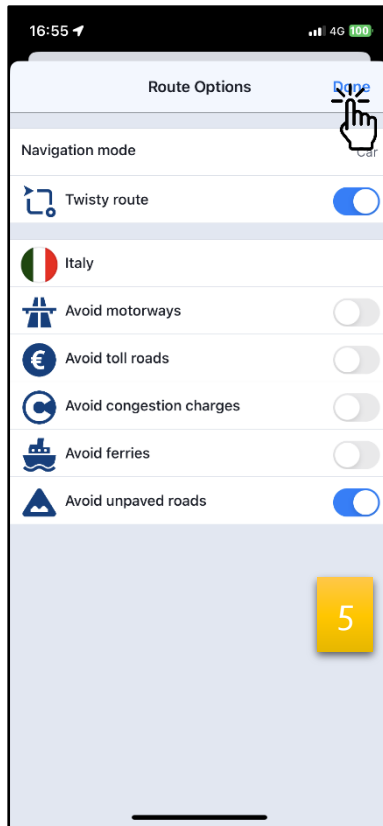 16:55 4G 100
Route Options Done
Navigation mode Car
Twisty route
Italy
Avoid motorways
€ Avoid toll roads
C Avoid congestion charges
Avoid ferries
Avoid unpaved roads
5